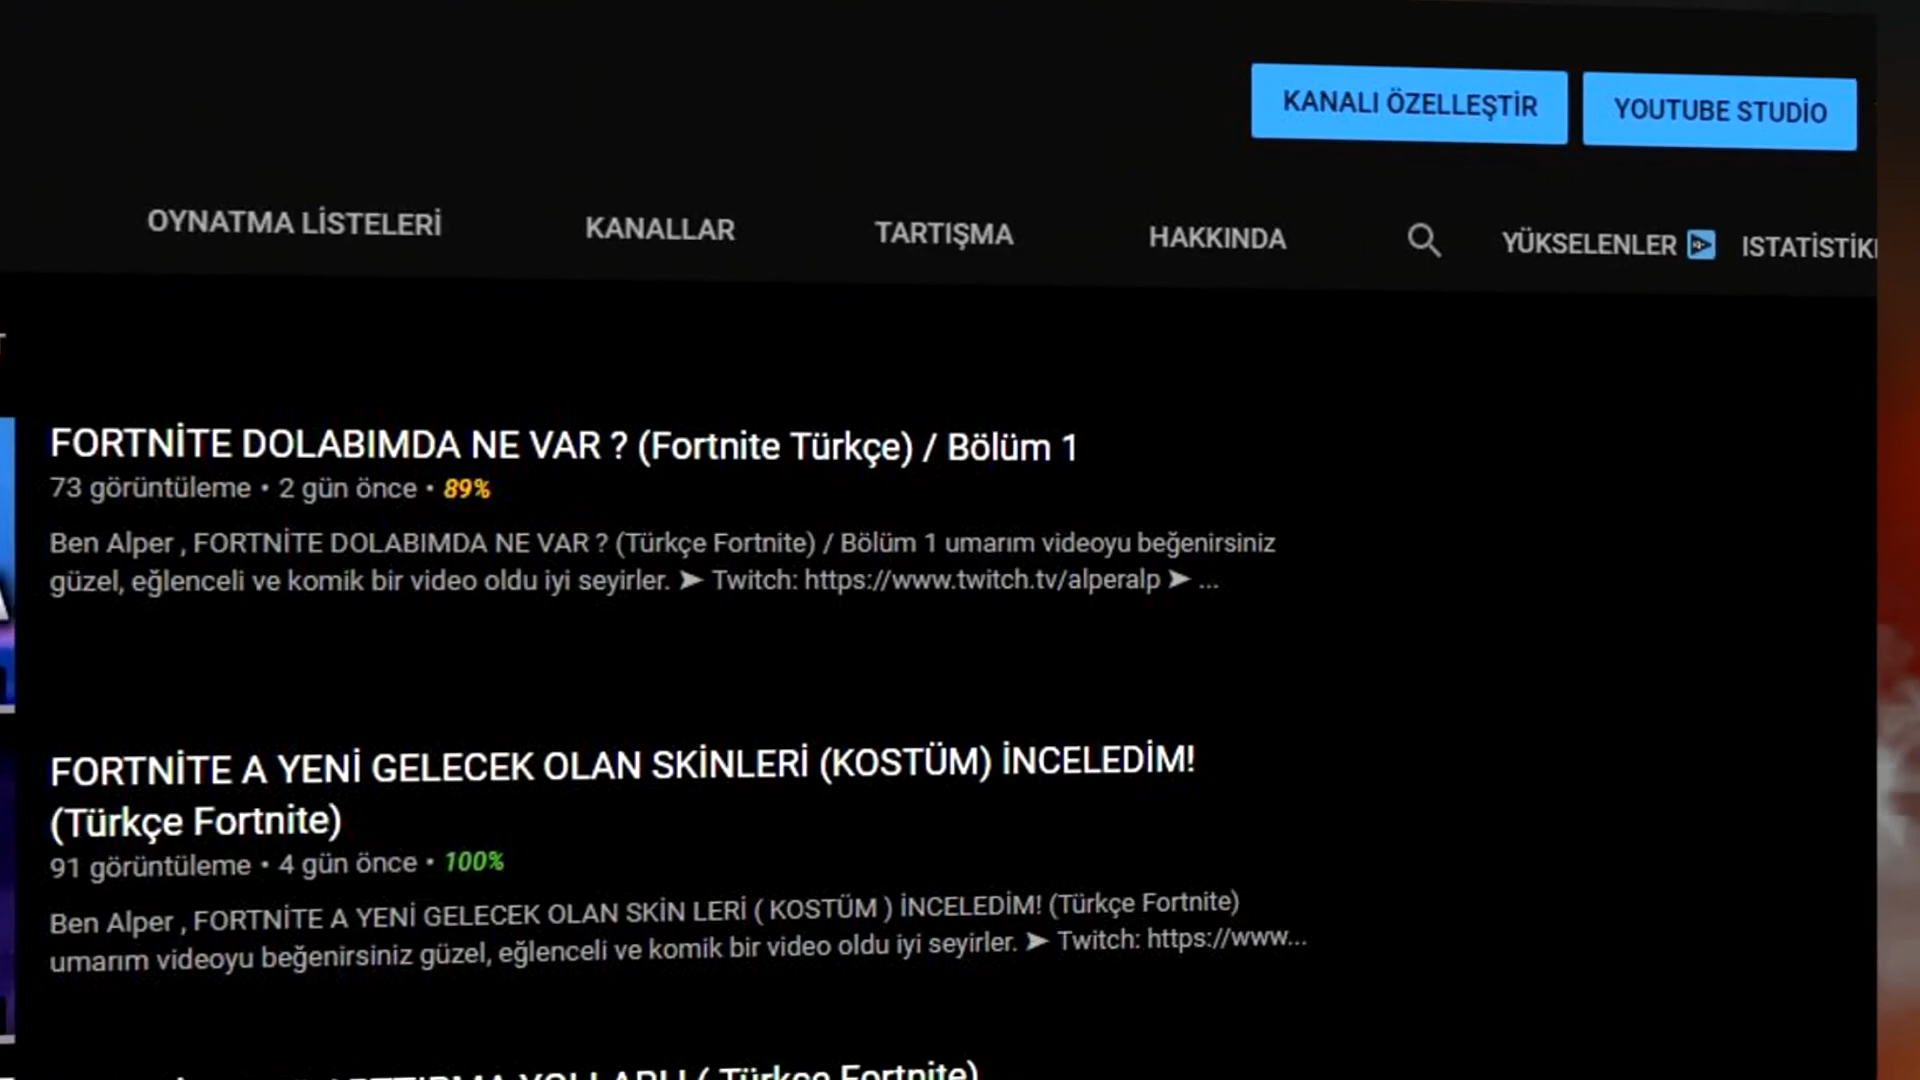 KANALI ÖZELLEŞTİR
YOUTUBE STUDİO
OYNATMA LİSTELERİ
KANALLAR
TARTIŞMA
HAKKINDA
YÜKSELENLER
FORTNİTE DOLABIMDA NE VAR ? (Fortnite Türkçe) / Bölüm 1
73 görüntüleme • 2 gün önce • 89%
Ben Alper , FORTNİTE DOLABIMDA NE VAR ? (Türkçe Fortnite) / Bölüm 1 umarım videoyu beğenirsiniz
güzel, eğlenceli ve komik bir video oldu iyi seyirler. ➤ Twitch: https://www.twitch.tv/alperalp ➤ ...
FORTNİTE A YENİ GELECEK OLAN SKİNLERİ (KOSTÜM) İNCELEDİM!
(Türkçe Fortnite)
91 görüntüleme • 4 gün önce • 100%
Ben Alper , FORTNİTE A YENİ GELECEK OLAN SKİN LERİ ( KOSTÜM ) İNCELEDİM! (Türkçe Fortnite)
umarım videoyu beğenirsiniz güzel, eğlenceli ve komik bir video oldu iyi seyirler. ➤ Twitch: https://www...
( Türkçe Fortnite)